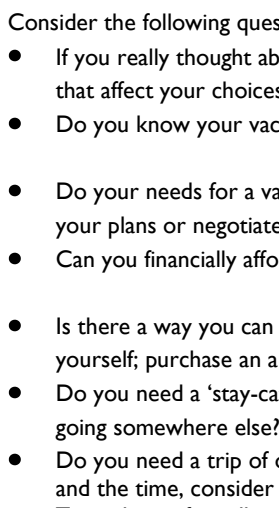 Consider the following ques
● If you really thought ab
that affect your choices
● Do you know your vac
● Do your needs for a va
your plans or negotiate
● Can you financially affo
● Is there a way you can
yourself; purchase an a
● Do you need a ‘stay-ca
going somewhere else?
● Do you need a trip of
and the time, consider